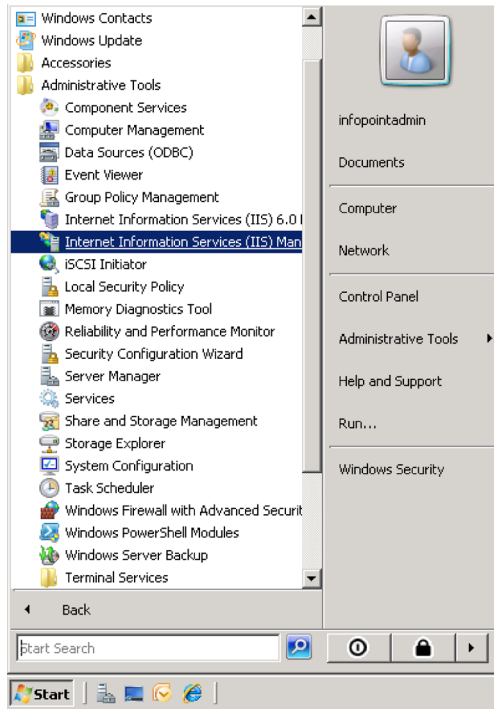 Windows Contacts
Windows Update
Accessories
Administrative Tools
Component Services
Computer Management
Data Sources (ODBC)
Event Viewer
Group Policy Management
Internet Information Services (IIS) 6.0
Internet Information Services (IIS) Man
iSCSI Initiator
Local Security Policy
Memory Diagnostics Tool
Reliability and Performance Monitor
Security Configuration Wizard
Server Manager
Services
Share and Storage Management
Storage Explorer
System Configuration
Task Scheduler
Windows Firewall with Advanced Securit
Windows PowerShell Modules
Windows Server Backup
Terminal Services
Back
Start Search
infopointadmin
Documents
Computer
Network
Control Panel
Administrative Tools
Help and Support
Run...
Windows Security
Start